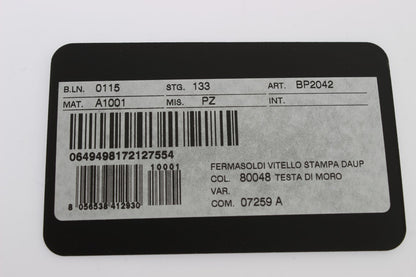 B.LN. 0115 STG. 133 ART. BP2042
MAT. A1001 MIS. PZ INT.
0649498172127554
10001
FERMASOLDI VITELLO STAMPA DAUP
COL. 80048 TESTA DI MORO
VAR.
COM. 07259 A
8 056538 412930